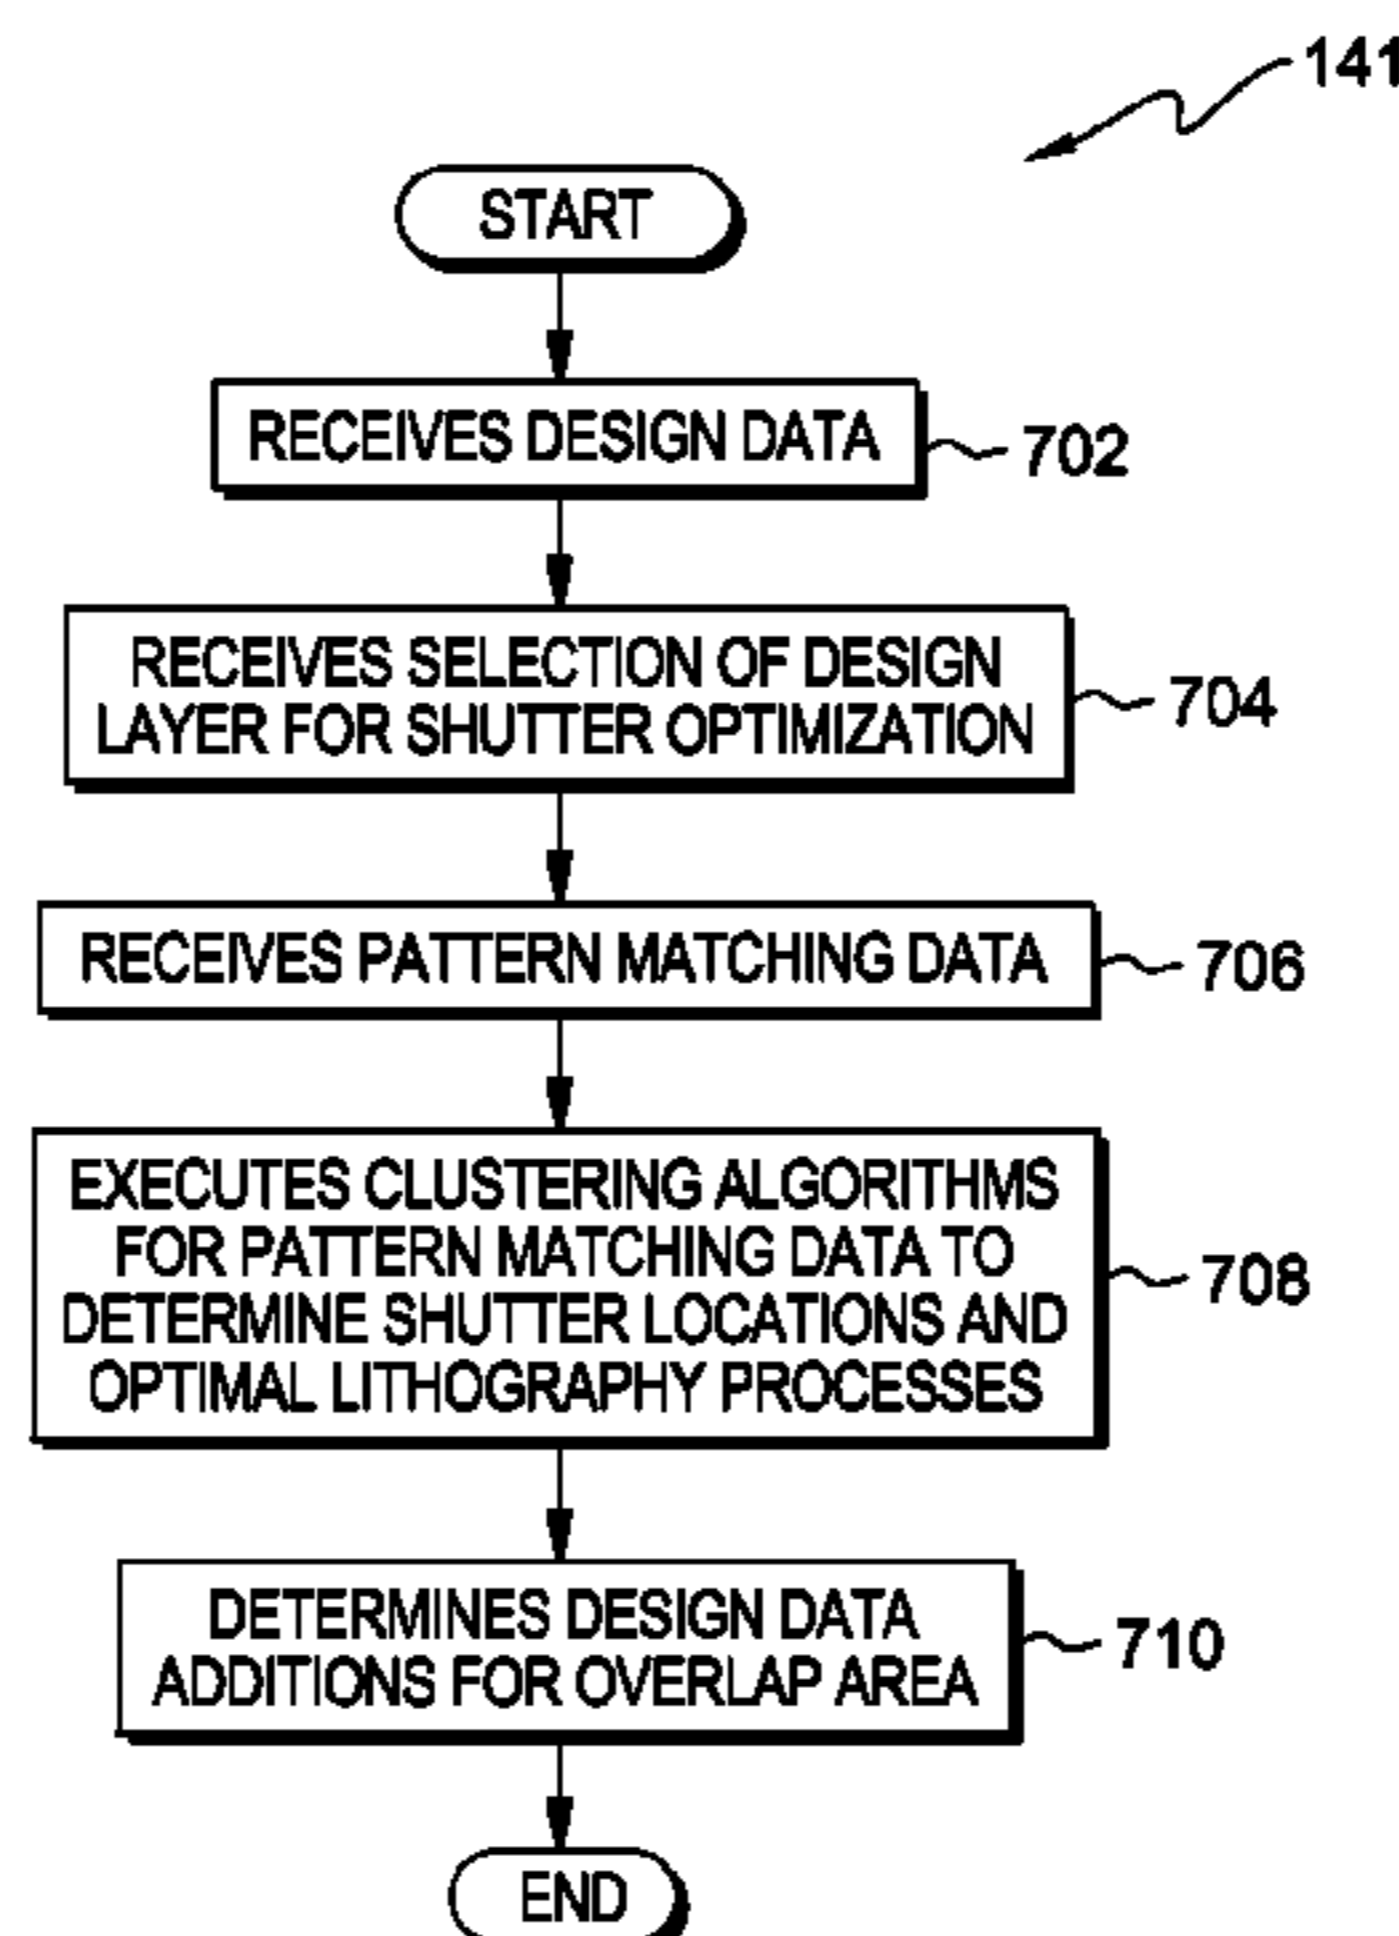 141
START
RECEIVES DESIGN DATA
702
RECEIVES SELECTION OF DESIGN
LAYER FOR SHUTTER OPTIMIZATION
704
RECEIVES PATTERN MATCHING DATA
706
EXECUTES CLUSTERING ALGORITHMS
FOR PATTERN MATCHING DATA TO
DETERMINE SHUTTER LOCATIONS AND
OPTIMAL LITHOGRAPHY PROCESSES
708
DETERMINES DESIGN DATA
ADDITIONS FOR OVERLAP AREA
710
END